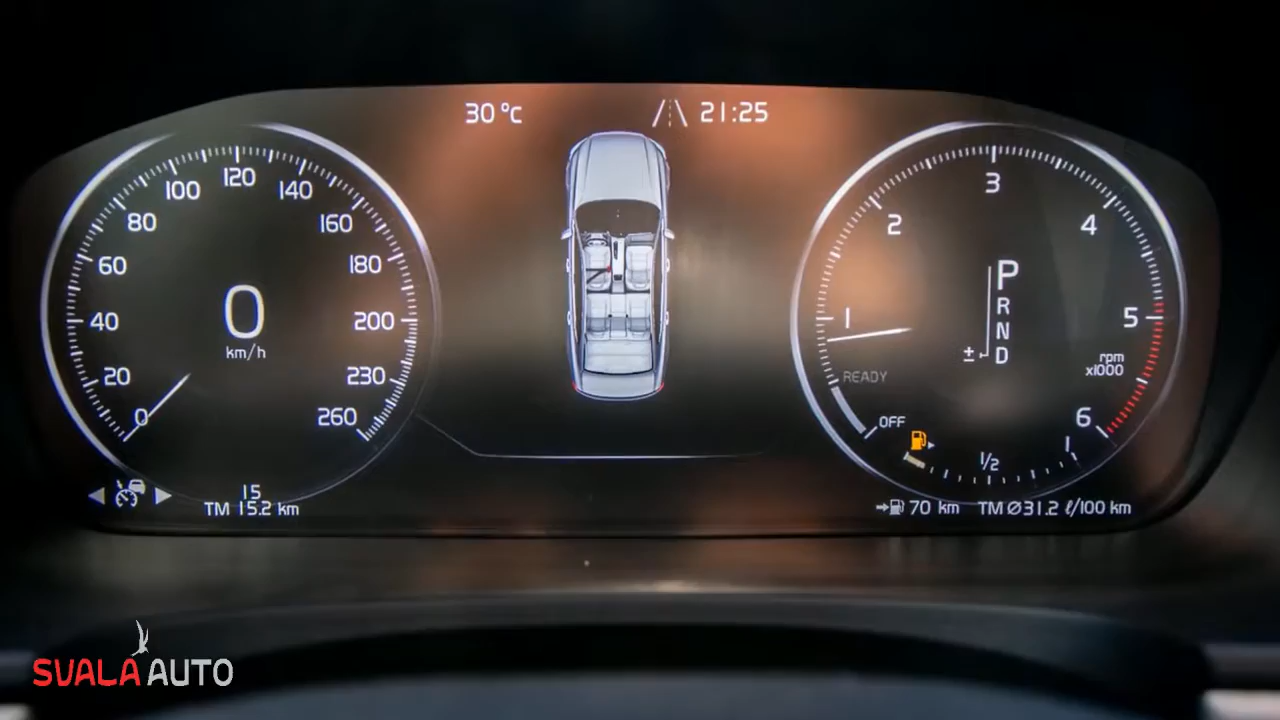 30 °C
21:25
0
20
40
60
80
100
120
140
160
180
200
230
260
0
km/h
15
TM 15.2 km
1
2
3
4
5
6
rpm
x1000
P
R
N
D
±
READY
OFF
1/2
1
70 km
TM Ø31.2 ℓ/100 km
SVALA AUTO